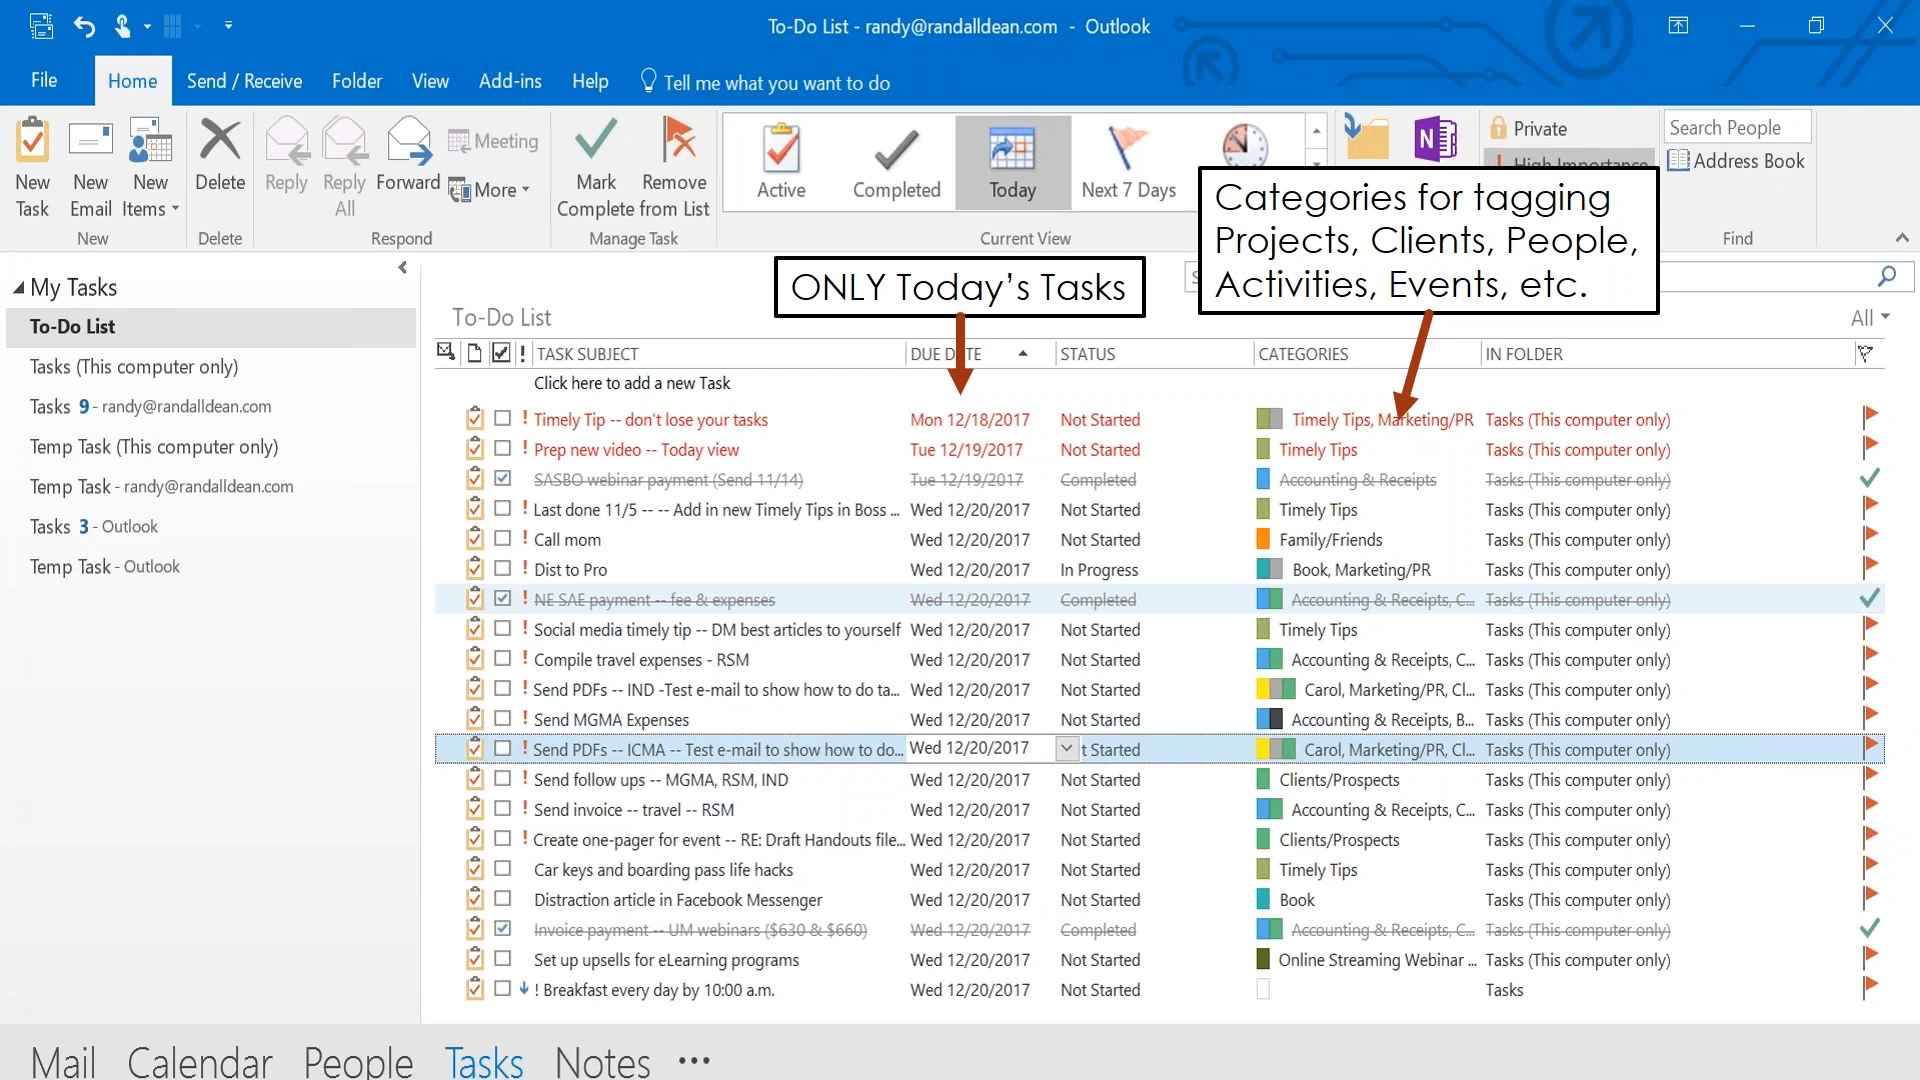 To-Do List - randy@randalldean.com - Outlook
File Home Send / Receive Folder View Add-ins Help Tell me what you want to do
New Task
New Email
New Items
New
Delete
Delete
Reply
Reply All
Forward
Meeting
More
Respond
Mark Complete
Remove from List
Manage Task
Active
Completed
Today
Next 7 Days
Current View
N
Private
High Importance
Search People
Address Book
Find
Categories for tagging
Projects, Clients, People,
Activities, Events, etc.
ONLY Today's Tasks
My Tasks
To-Do List
Tasks (This computer only)
Tasks 9 - randy@randalldean.com
Temp Task (This computer only)
Temp Task - randy@randalldean.com
Tasks 3 - Outlook
Temp Task - Outlook
To-Do List
All
! TASK SUBJECT DUE DATE STATUS CATEGORIES IN FOLDER
Click here to add a new Task
! Timely Tip -- don't lose your tasks Mon 12/18/2017 Not Started Timely Tips, Marketing/PR Tasks (This computer only)
! Prep new video -- Today view Tue 12/19/2017 Not Started Timely Tips Tasks (This computer only)
SASBO webinar payment (Send 11/14) Tue 12/19/2017 Completed Accounting & Receipts Tasks (This computer only)
! Last done 11/5 -- -- Add in new Timely Tips in Boss ... Wed 12/20/2017 Not Started Timely Tips Tasks (This computer only)
! Call mom Wed 12/20/2017 Not Started Family/Friends Tasks (This computer only)
! Dist to Pro Wed 12/20/2017 In Progress Book, Marketing/PR Tasks (This computer only)
! NE SAE payment -- fee & expenses Wed 12/20/2017 Completed Accounting & Receipts, C... Tasks (This computer only)
! Social media timely tip -- DM best articles to yourself Wed 12/20/2017 Not Started Timely Tips Tasks (This computer only)
! Compile travel expenses - RSM Wed 12/20/2017 Not Started Accounting & Receipts, C... Tasks (This computer only)
! Send PDFs -- IND -Test e-mail to show how to do ta... Wed 12/20/2017 Not Started Carol, Marketing/PR, Cl... Tasks (This computer only)
! Send MGMA Expenses Wed 12/20/2017 Not Started Accounting & Receipts, B... Tasks (This computer only)
! Send PDFs -- ICMA -- Test e-mail to show how to do... Wed 12/20/2017 t Started Carol, Marketing/PR, Cl... Tasks (This computer only)
! Send follow ups -- MGMA, RSM, IND Wed 12/20/2017 Not Started Clients/Prospects Tasks (This computer only)
! Send invoice -- travel -- RSM Wed 12/20/2017 Not Started Accounting & Receipts, C... Tasks (This computer only)
! Create one-pager for event -- RE: Draft Handouts file... Wed 12/20/2017 Not Started Clients/Prospects Tasks (This computer only)
Car keys and boarding pass life hacks Wed 12/20/2017 Not Started Timely Tips Tasks (This computer only)
Distraction article in Facebook Messenger Wed 12/20/2017 Not Started Book Tasks (This computer only)
Invoice payment -- UM webinars ($630 & $660) Wed 12/20/2017 Completed Accounting & Receipts, C... Tasks (This computer only)
Set up upsells for eLearning programs Wed 12/20/2017 Not Started Online Streaming Webinar ... Tasks (This computer only)
! Breakfast every day by 10:00 a.m. Wed 12/20/2017 Not Started Tasks
Mail Calendar People Tasks Notes ...